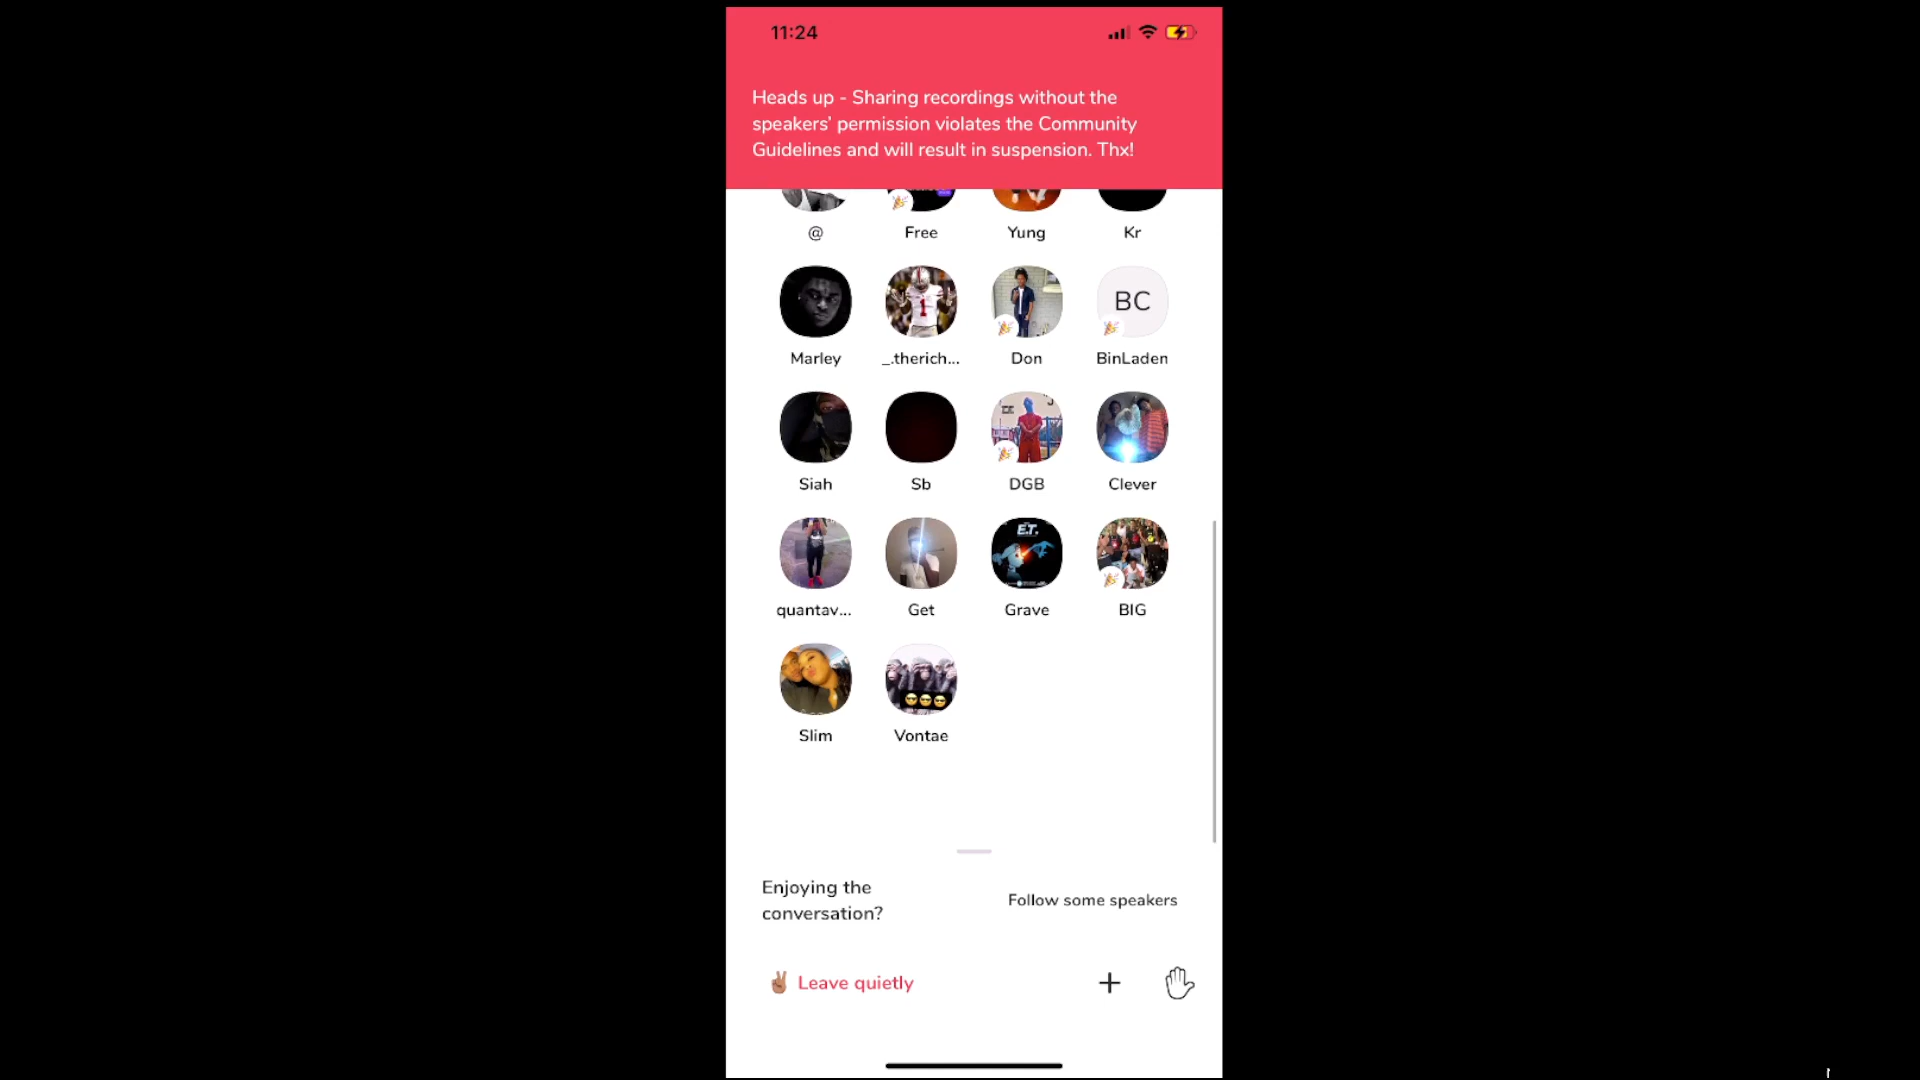 11:24
Heads up - Sharing recordings without the
speakers' permission violates the Community
Guidelines and will result in suspension. Thx!
@ Free Yung Kr
1
BC
Marley _.therich... Don BinLaden
Siah Sb DGB Clever
E.T.
quantav... Get Grave BIG
Slim Vontae
Enjoying the
conversation?
Follow some speakers
Leave quietly